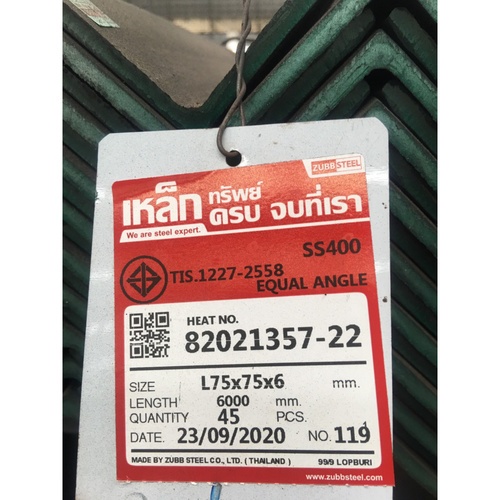 ZUBB STEEL
เหล็ก ทรัพย์ ครบ จบที่เรา
We are steel expert.
SS400
TIS.1227-2558
EQUAL ANGLE
HEAT NO.
82021357-22
SIZE L75x75x6 mm.
LENGTH 6000 mm.
QUANTITY 45 PCS.
DATE. 23/09/2020 NO. 119
MADE BY ZUBB STEEL CO., LTD. ( THAILAND ) 99/9 LOPBURI
www.zubbsteel.com